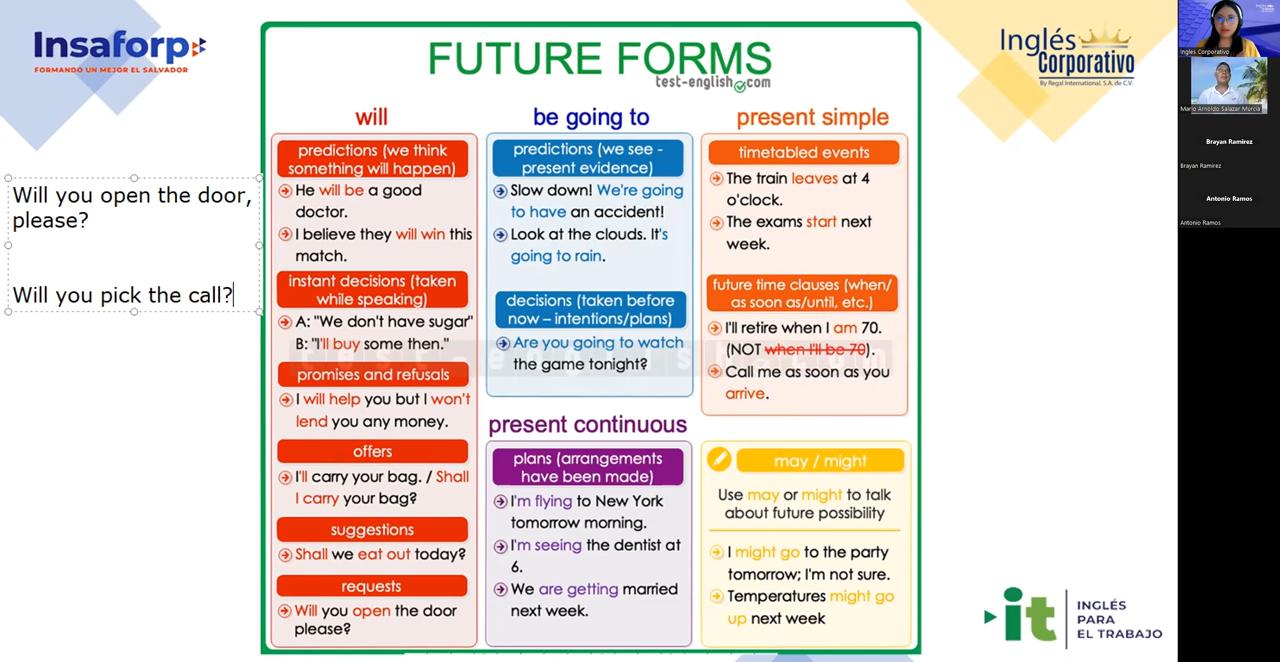 Insaforp
FORMANDO UN MEJOR EL SALVADOR
Will you open the door,
please?
Will you pick the call?
FUTURE FORMS
test-english.com
will
predictions (we think
something will happen)
He will be a good
doctor.
I believe they will win this
match.
instant decisions (taken
while speaking)
A: "We don't have sugar"
B: "I'll buy some then."
promises and refusals
I will help you but I won't
lend you any money.
offers
I'll carry your bag. / Shall
I carry your bag?
suggestions
Shall we eat out today?
requests
Will you open the door
please?
be going to
predictions (we see -
present evidence)
Slow down! We're going
to have an accident!
Look at the clouds. It's
going to rain.
decisions (taken before
now – intentions/plans)
Are you going to watch
the game tonight?
present continuous
plans (arrangements
have been made)
I'm flying to New York
tomorrow morning.
I'm seeing the dentist at
6.
We are getting married
next week.
present simple
timetabled events
The train leaves at 4
o'clock.
The exams start next
week.
future time clauses (when/
as soon as/until, etc.)
I'll retire when I am 70.
(NOT when I'll be 70).
Call me as soon as you
arrive.
may / might
Use may or might to talk
about future possibility
I might go to the party
tomorrow; I'm not sure.
Temperatures might go
up next week
Inglés
Corporativo
By Regal International, S.A. de C.V.
it
INGLÉS
PARA
EL TRABAJO
Inglés Corporativo
Mario Arnoldo Salazar Murcia
Brayan Ramirez
Brayan Ramirez
Antonio Ramos
Antonio Ramos